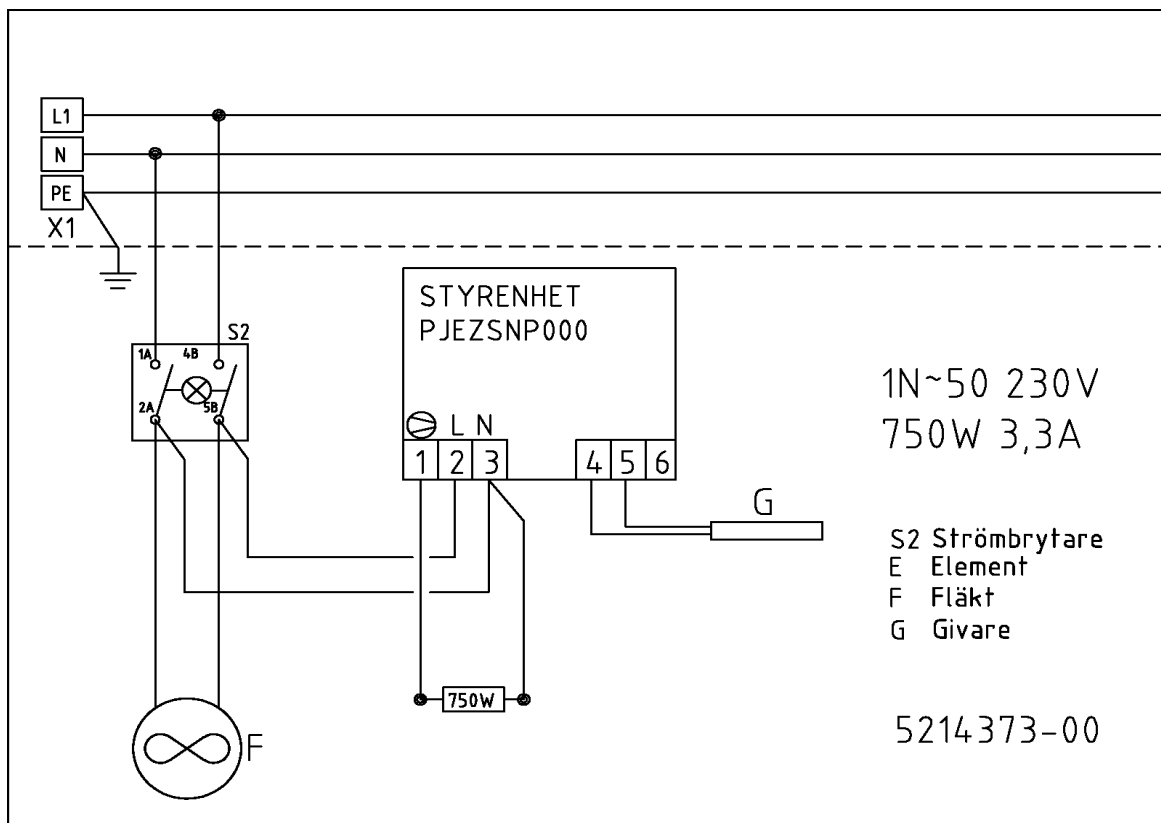 L1
N
PE
X1
STYRENHET
PJEZSNP000
S2
1A 4B
2A 5B
L N
1 2 3 4 5 6
1N~50 230V
750W 3,3A
G
S2 Strömbrytare
E Element
F Fläkt
G Givare
750W
F
5214373-00